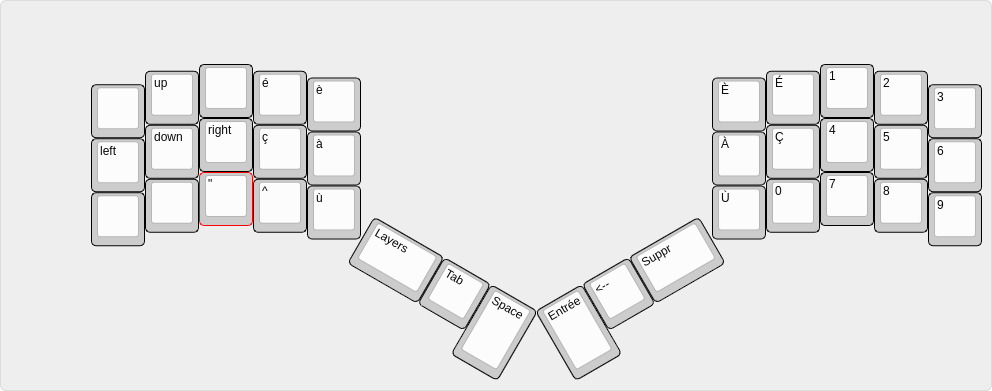 up
é
è
left
down
right
ç
à
"
^
ù
È
É
1
2
3
À
Ç
4
5
6
Ù
0
7
8
9
Layers
Tab
Space
Entrée
<--
Suppr